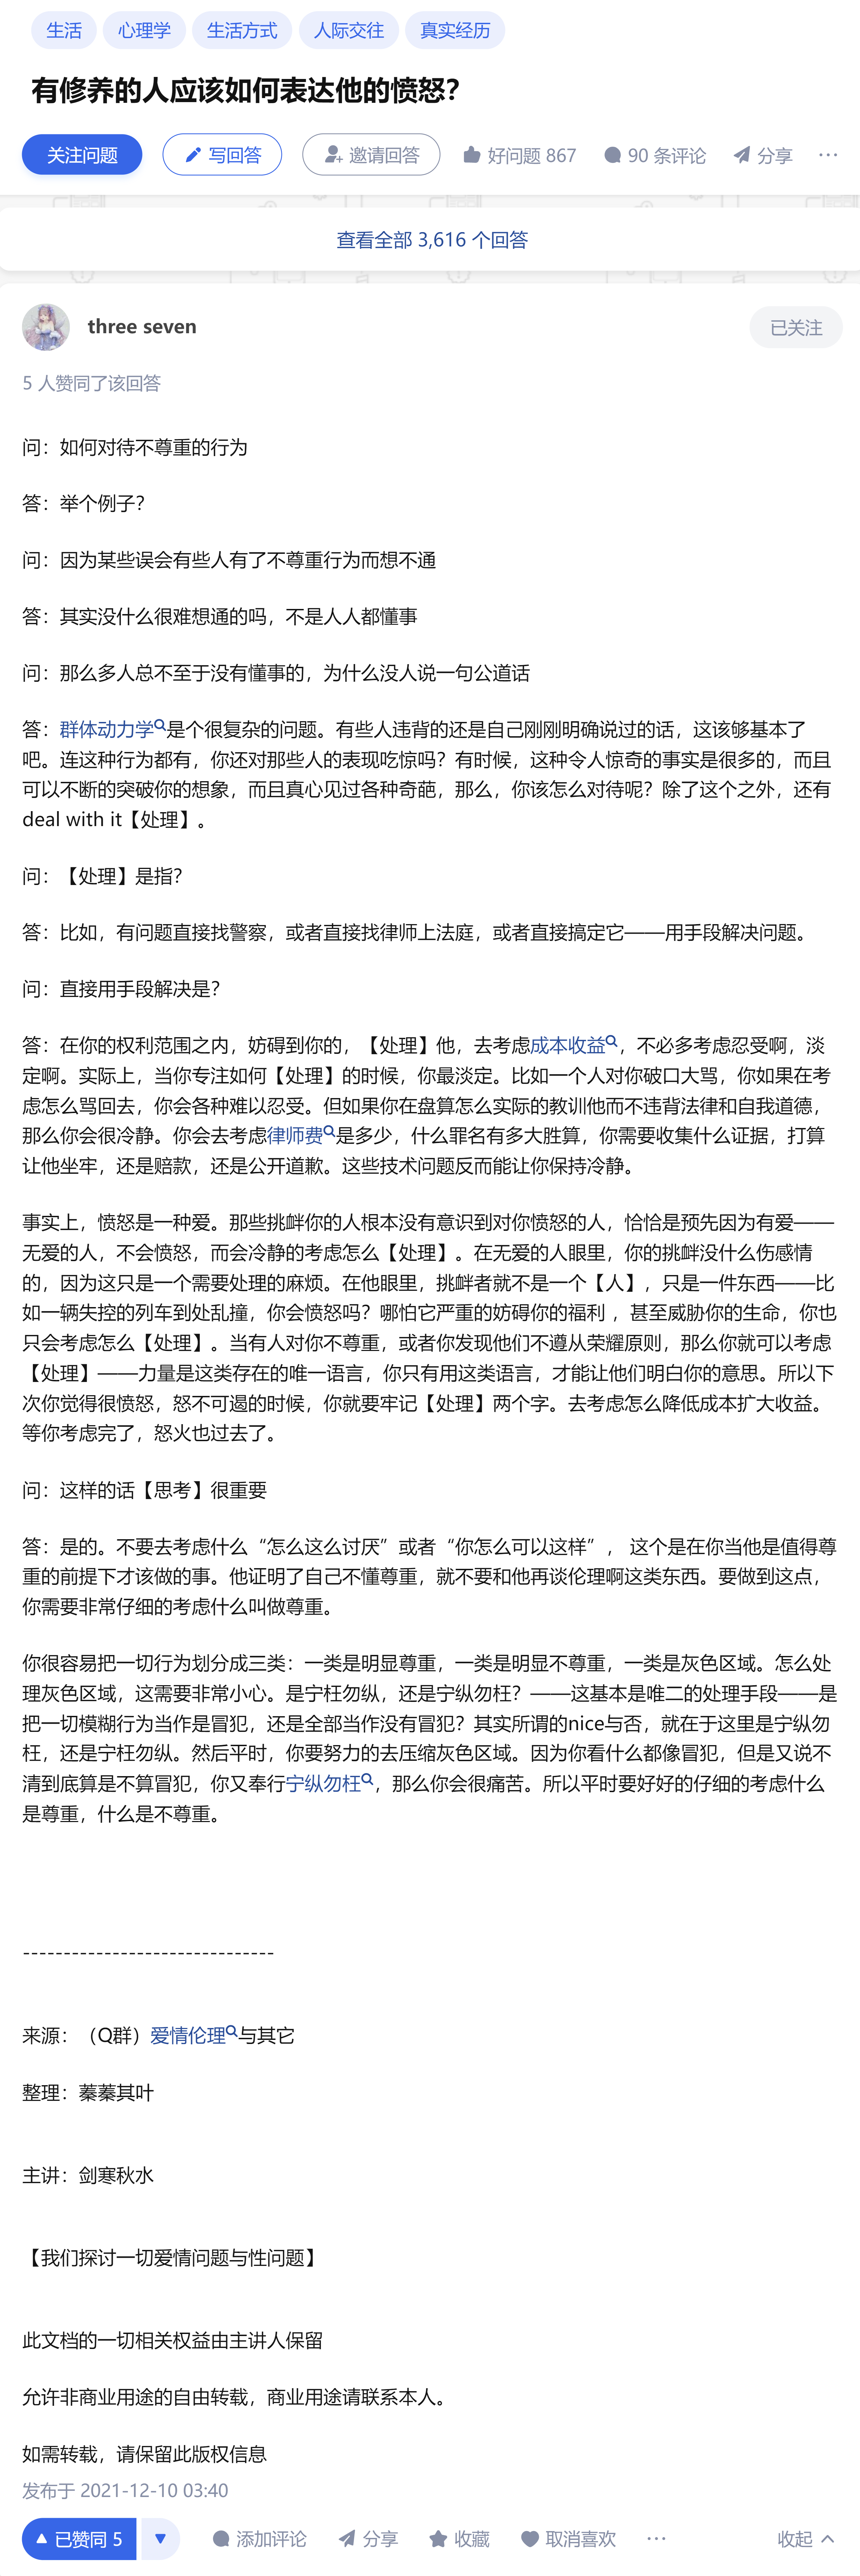 生活 心理学 生活方式 人际交往 真实经历
有修养的人应该如何表达他的愤怒？
关注问题 写回答 邀请回答 好问题 867 90 条评论 分享 ···
查看全部 3,616 个回答
three seven 已关注
5 人赞同了该回答
问：如何对待不尊重的行为
答：举个例子？
问：因为某些误会有些人有了不尊重行为而想不通
答：其实没什么很难想通的吗，不是人人都懂事
问：那么多人总不至于没有懂事的，为什么没人说一句公道话
答：群体动力学是个很复杂的问题。有些人违背的还是自己刚刚明确说过的话，这该够基本了
吧。连这种行为都有，你还对那些人的表现吃惊吗？有时候，这种令人惊奇的事实是很多的，而且
可以不断的突破你的想象，而且真心见过各种奇葩，那么，你该怎么对待呢？除了这个之外，还有
deal with it【处理】。
问：【处理】是指？
答：比如，有问题直接找警察，或者直接找律师上法庭，或者直接搞定它——用手段解决问题。
问：直接用手段解决是？
答：在你的权利范围之内，妨碍到你的，【处理】他，去考虑成本收益，不必多考虑忍受啊，淡
定啊。实际上，当你专注如何【处理】的时候，你最淡定。比如一个人对你破口大骂，你如果在考
虑怎么骂回去，你会各种难以忍受。但如果你在盘算怎么实际的教训他而不违背法律和自我道德，
那么你会很冷静。你会去考虑律师费是多少，什么罪名有多大胜算，你需要收集什么证据，打算
让他坐牢，还是赔款，还是公开道歉。这些技术问题反而能让你保持冷静。
事实上，愤怒是一种爱。那些挑衅你的人根本没有意识到对你愤怒的人，恰恰是预先因为有爱——
无爱的人，不会愤怒，而会冷静的考虑怎么【处理】。在无爱的人眼里，你的挑衅没什么伤感情
的，因为这只是一个需要处理的麻烦。在他眼里，挑衅者就不是一个【人】，只是一件东西——比
如一辆失控的列车到处乱撞，你会愤怒吗？哪怕它严重的妨碍你的福利 ，甚至威胁你的生命，你也
只会考虑怎么【处理】。当有人对你不尊重，或者你发现他们不遵从荣耀原则，那么你就可以考虑
【处理】——力量是这类存在的唯一语言，你只有用这类语言，才能让他们明白你的意思。所以下
次你觉得很愤怒，怒不可遏的时候，你就要牢记【处理】两个字。去考虑怎么降低成本扩大收益。
等你考虑完了，怒火也过去了。
问：这样的话【思考】很重要
答：是的。不要去考虑什么“怎么这么讨厌”或者“你怎么可以这样”， 这个是在你当他是值得尊
重的前提下才该做的事。他证明了自己不懂尊重，就不要和他再谈伦理啊这类东西。要做到这点，
你需要非常仔细的考虑什么叫做尊重。
你很容易把一切行为划分成三类：一类是明显尊重，一类是明显不尊重，一类是灰色区域。怎么处
理灰色区域，这需要非常小心。是宁枉勿纵，还是宁纵勿枉？——这基本是唯二的处理手段——是
把一切模糊行为当作是冒犯，还是全部当作没有冒犯？其实所谓的nice与否，就在于这里是宁纵勿
枉，还是宁枉勿纵。然后平时，你要努力的去压缩灰色区域。因为你看什么都像冒犯，但是又说不
清到底算是不算冒犯，你又奉行宁纵勿枉，那么你会很痛苦。所以平时要好好的仔细的考虑什么
是尊重，什么是不尊重。
-------------------------------
来源：（Q群）爱情伦理与其它
整理：蓁蓁其叶
主讲：剑寒秋水
【我们探讨一切爱情问题与性问题】
此文档的一切相关权益由主讲人保留
允许非商业用途的自由转载，商业用途请联系本人。
如需转载，请保留此版权信息
发布于 2021-12-10 03:40
已赞同 5 添加评论 分享 收藏 取消喜欢 ··· 收起